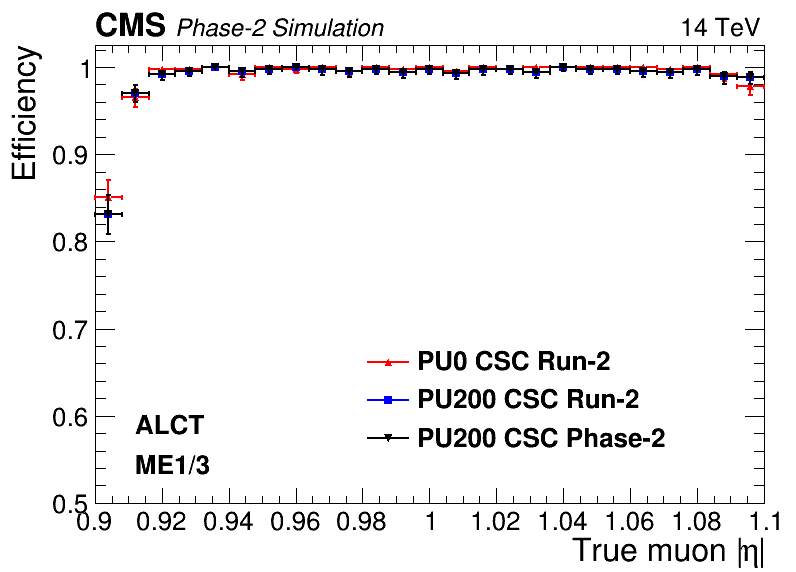 CMS Phase-2 Simulation 14 TeV
Efficiency
1
0.9
0.8
0.7
0.6
0.5
PU0 CSC Run-2
PU200 CSC Run-2
PU200 CSC Phase-2
ALCT
ME1/3
0.9 0.92 0.94 0.96 0.98 1 1.02 1.04 1.06 1.08 1.1
True muon |η|